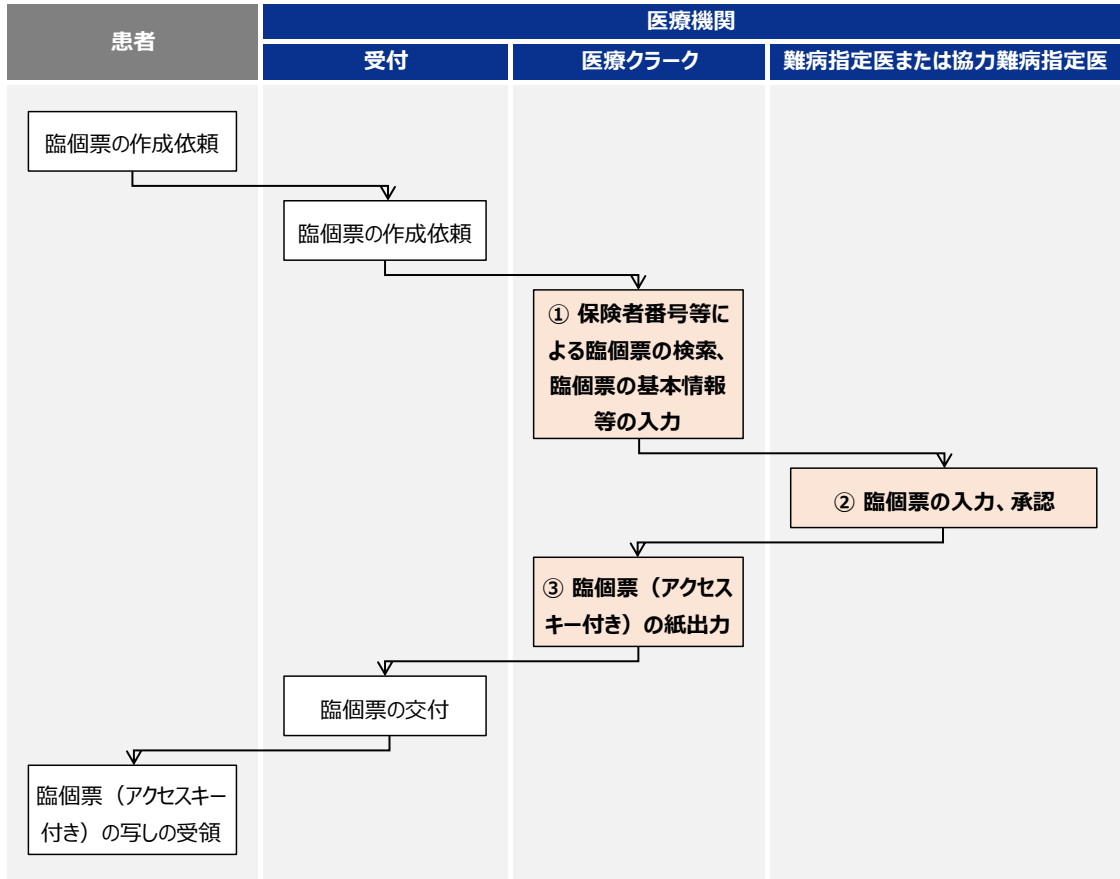 患者
医療機関
受付
医療クラーク
難病指定医または協力難病指定医
臨個票の作成依頼
臨個票の作成依頼
① 保険者番号等に
よる臨個票の検索、
臨個票の基本情報
等の入力
② 臨個票の入力、承認
③ 臨個票（アクセス
キー付き）の紙出力
臨個票の交付
臨個票（アクセスキー
付き）の写しの受領